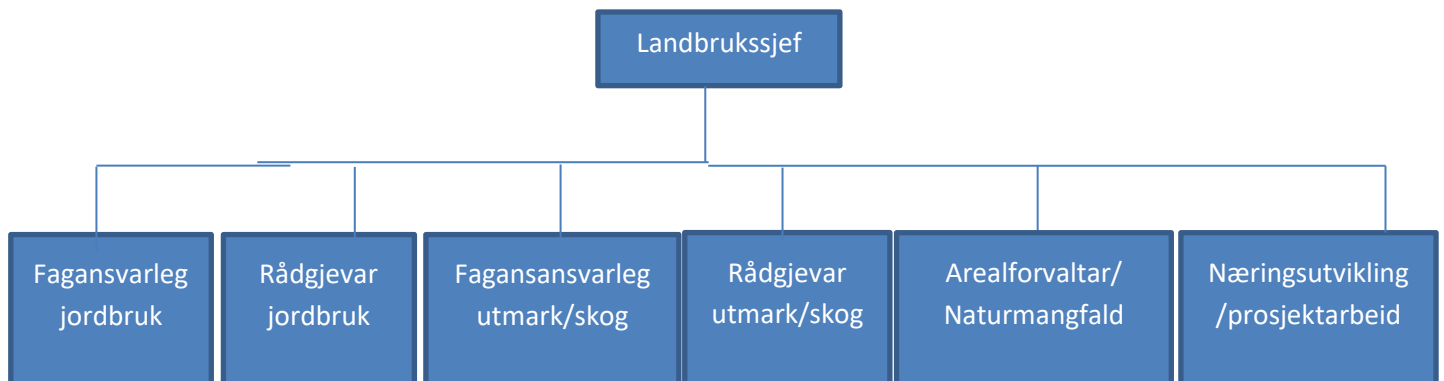 Landbrukssjef
Fagansvarleg
jordbruk
Rådgjevar
jordbruk
Fagansansvarleg
utmark/skog
Rådgjevar
utmark/skog
Arealforvaltar/
Naturmangfald
Næringsutvikling
/prosjektarbeid